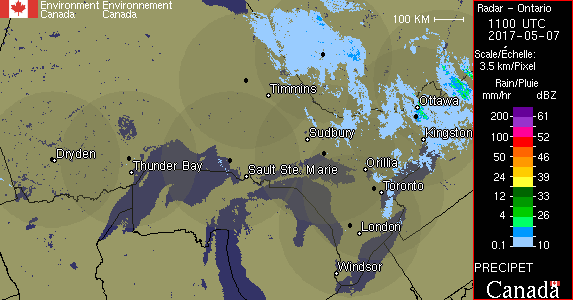 Environment Environnement
Canada Canada
100 KM
Timmins
Ottawa
Sudbury
Kingston
Dryden
Thunder Bay
Sault Ste. Marie
Orillia
Toronto
London
Windsor
Radar - Ontario
1100 UTC
2017-05-07
Scale/Échelle:
3.5 km/Pixel
Rain/Pluie
mm/hr dBZ
200 61
100 52
50 46
24 39
12 33
4 26
0.1 10
PRECIPET
Canada